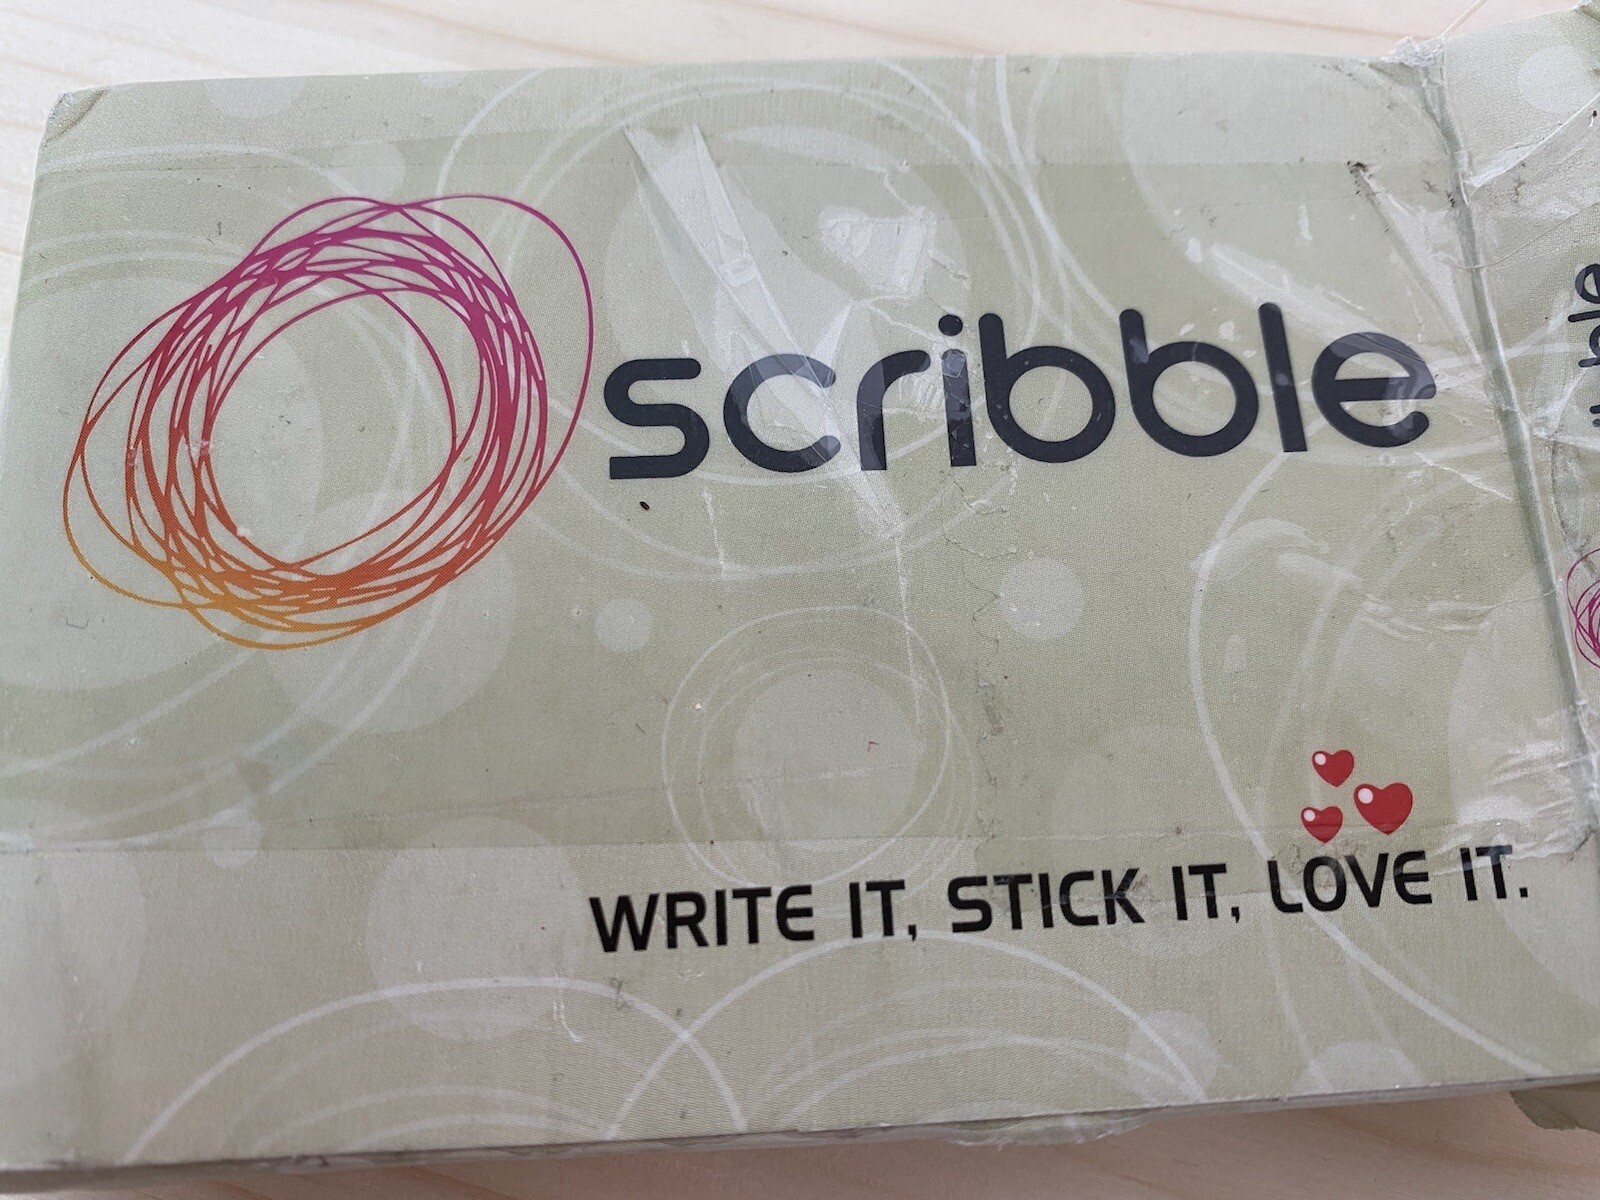 scribble
WRITE IT, STICK IT, LOVE IT.